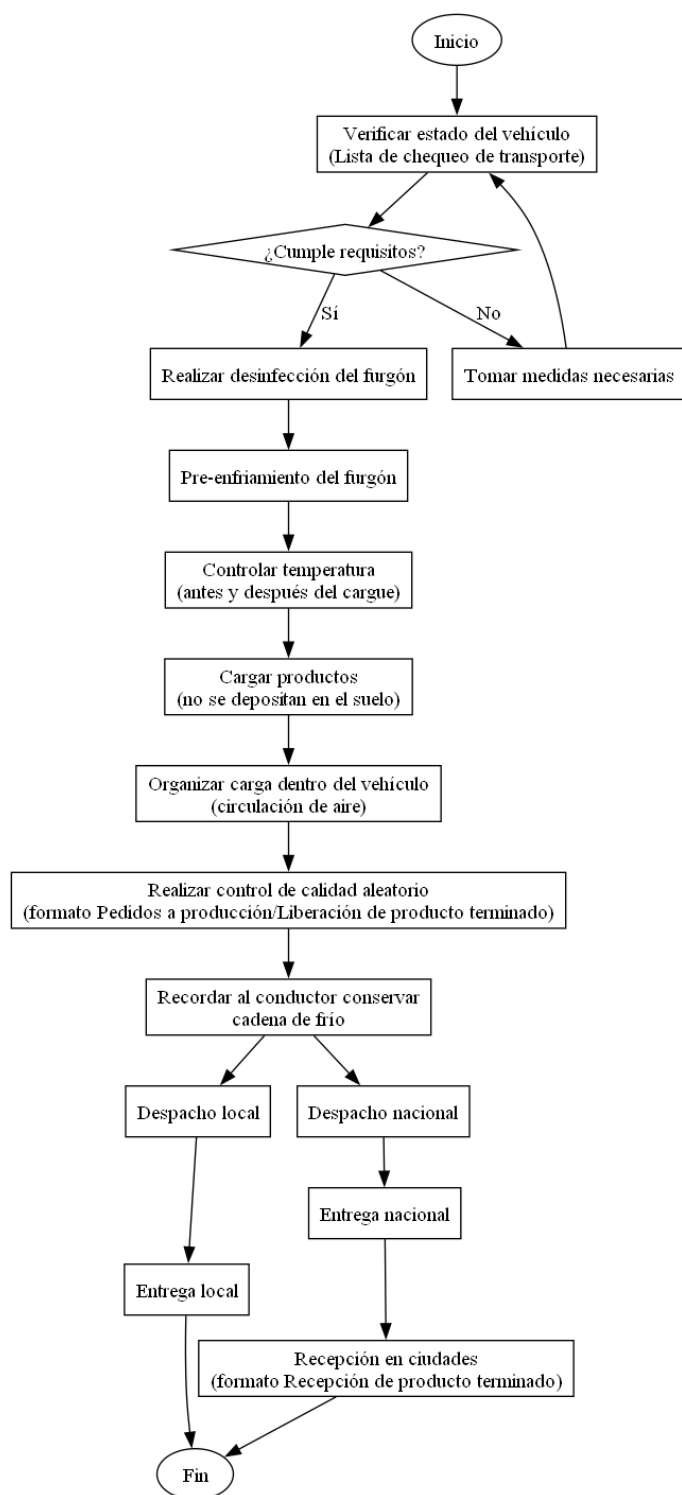 Inicio
Verificar estado del vehículo
(Lista de chequeo de transporte)
¿Cumple requisitos?
Sí
No
Realizar desinfección del furgón
Tomar medidas necesarias
Pre-enfriamiento del furgón
Controlar temperatura
(antes y después del cargue)
Cargar productos
(no se depositan en el suelo)
Organizar carga dentro del vehículo
(circulación de aire)
Realizar control de calidad aleatorio
(formato Pedidos a producción/Liberación de producto terminado)
Recordar al conductor conservar
cadena de frío
Despacho local
Despacho nacional
Entrega nacional
Entrega local
Recepción en ciudades
(formato Recepción de producto terminado)
Fin